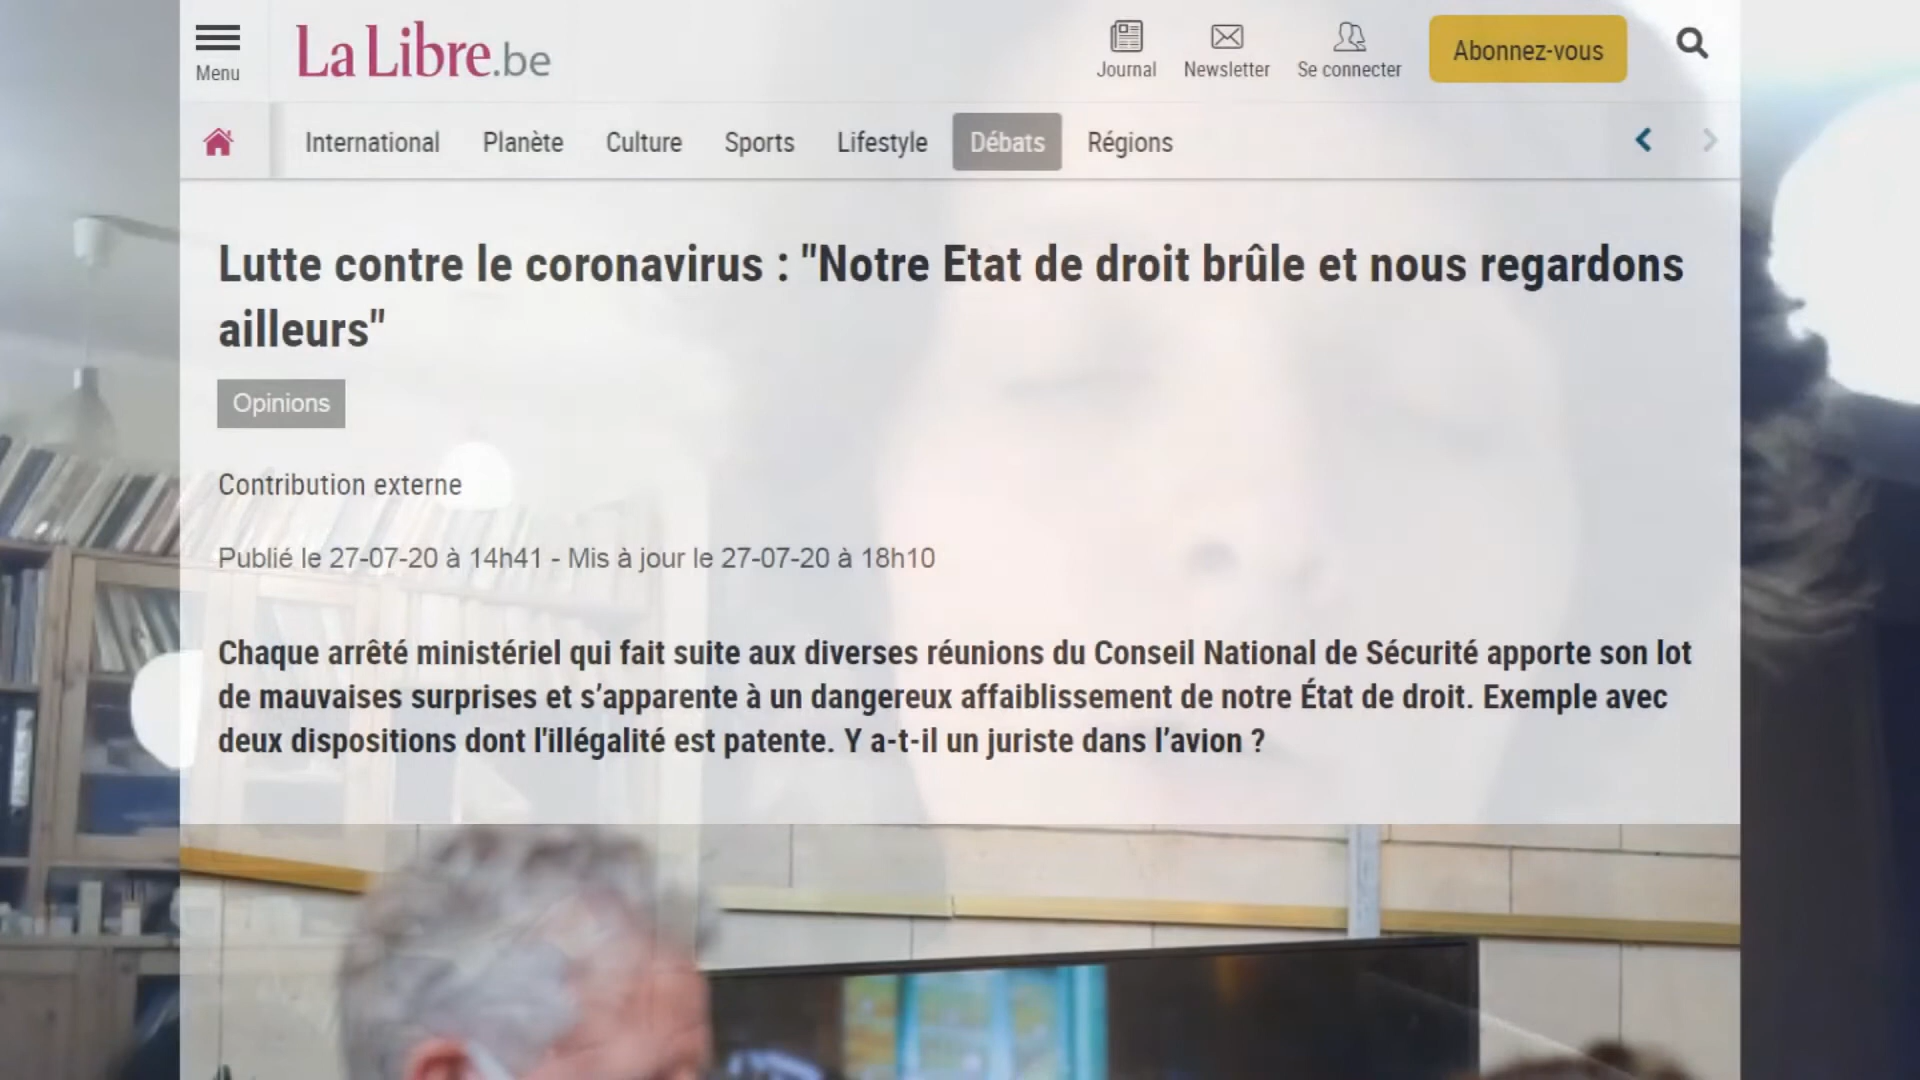 Menu
La Libre.be
Journal
Newsletter
Se connecter
Abonnez-vous
International
Planète
Culture
Sports
Lifestyle
Débats
Régions
Lutte contre le coronavirus : "Notre Etat de droit brûle et nous regardons
ailleurs"
Opinions
Contribution externe
Publié le 27-07-20 à 14h41 - Mis à jour le 27-07-20 à 18h10
Chaque arrêté ministériel qui fait suite aux diverses réunions du Conseil National de Sécurité apporte son lot
de mauvaises surprises et s’apparente à un dangereux affaiblissement de notre État de droit. Exemple avec
deux dispositions dont l'illégalité est patente. Y a-t-il un juriste dans l’avion ?